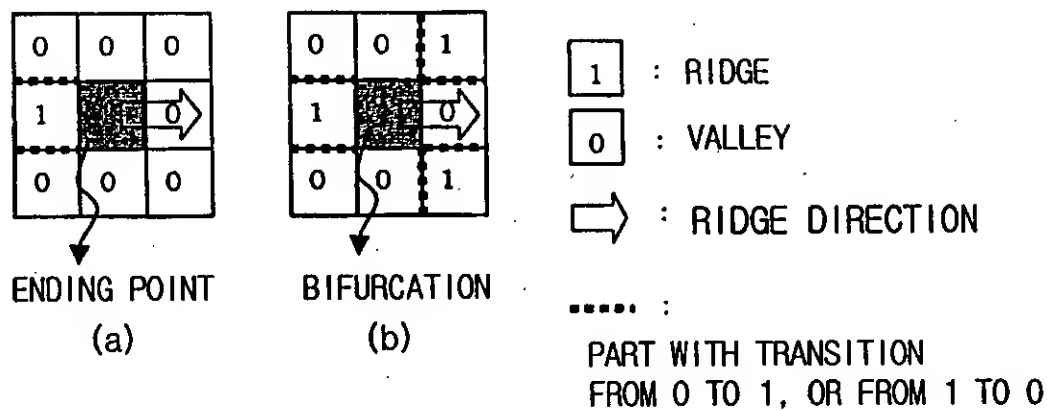 0 0 0
1 0
0 0 0
ENDING POINT
(a)
0 0 1
1 0
0 0 1
BIFURCATION
(b)
1 : RIDGE
0 : VALLEY
: RIDGE DIRECTION
:
PART WITH TRANSITION
FROM 0 TO 1, OR FROM 1 TO 0